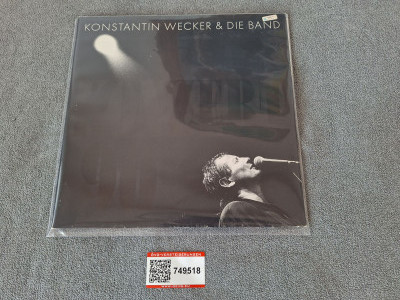 KONSTANTIN WECKER & DIE BAND
749518